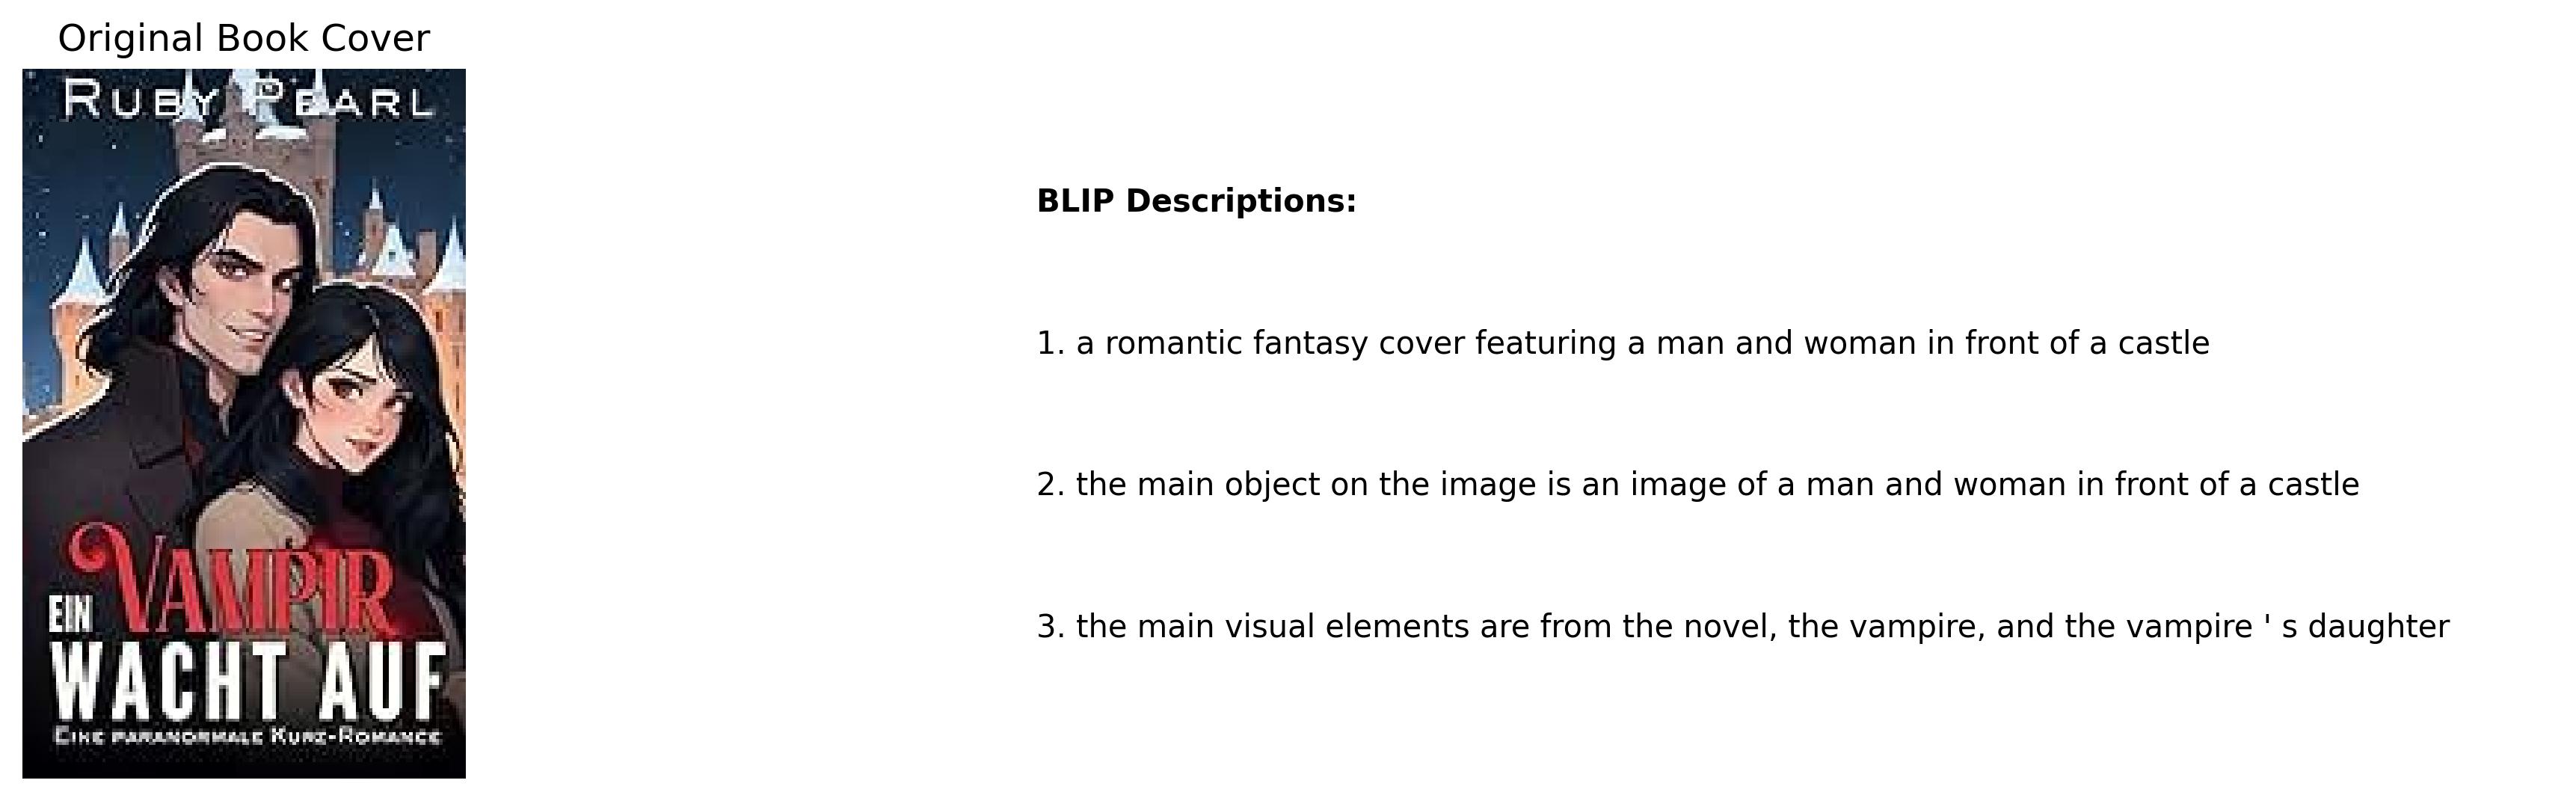 Original Book Cover
RUBY PEARL
EIN VAMPIR
WACHT AUF
EINE PARANORMALE KURZ-ROMANCE
BLIP Descriptions:
1. a romantic fantasy cover featuring a man and woman in front of a castle
2. the main object on the image is an image of a man and woman in front of a castle
3. the main visual elements are from the novel, the vampire, and the vampire ' s daughter